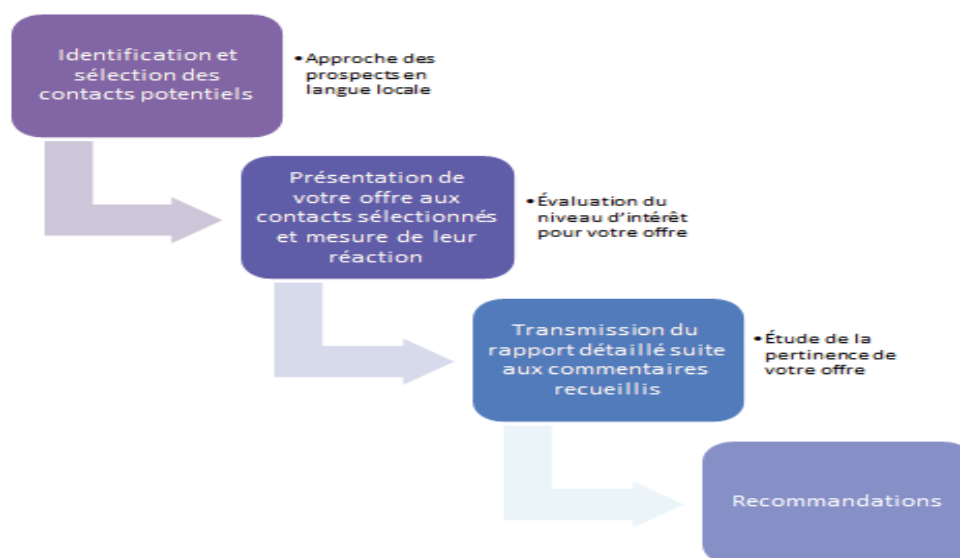 Identification et
sélection des
contacts potentiels
•Approche des
prospects en
langue locale
Présentation de
votre offre aux
contacts sélectionnés
et mesure de leur
réaction
•Évaluation du
niveau d'intérêt
pour votre offre
Transmission du
rapport détaillé suite
aux commentaires
recueillis
•Étude de la
pertinence de
votre offre
Recommandations